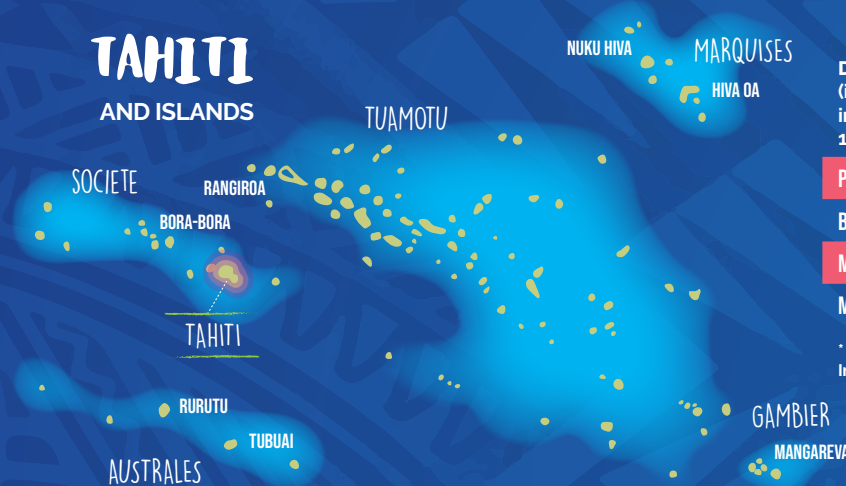 TAHITI
AND ISLANDS
NUKU HIVA
MARQUISES
HIVA OA
TUAMOTU
SOCIETE
RANGIROA
BORA-BORA
TAHITI
RURUTU
TUBUAI
AUSTRALES
GAMBIER
MANGAREVA